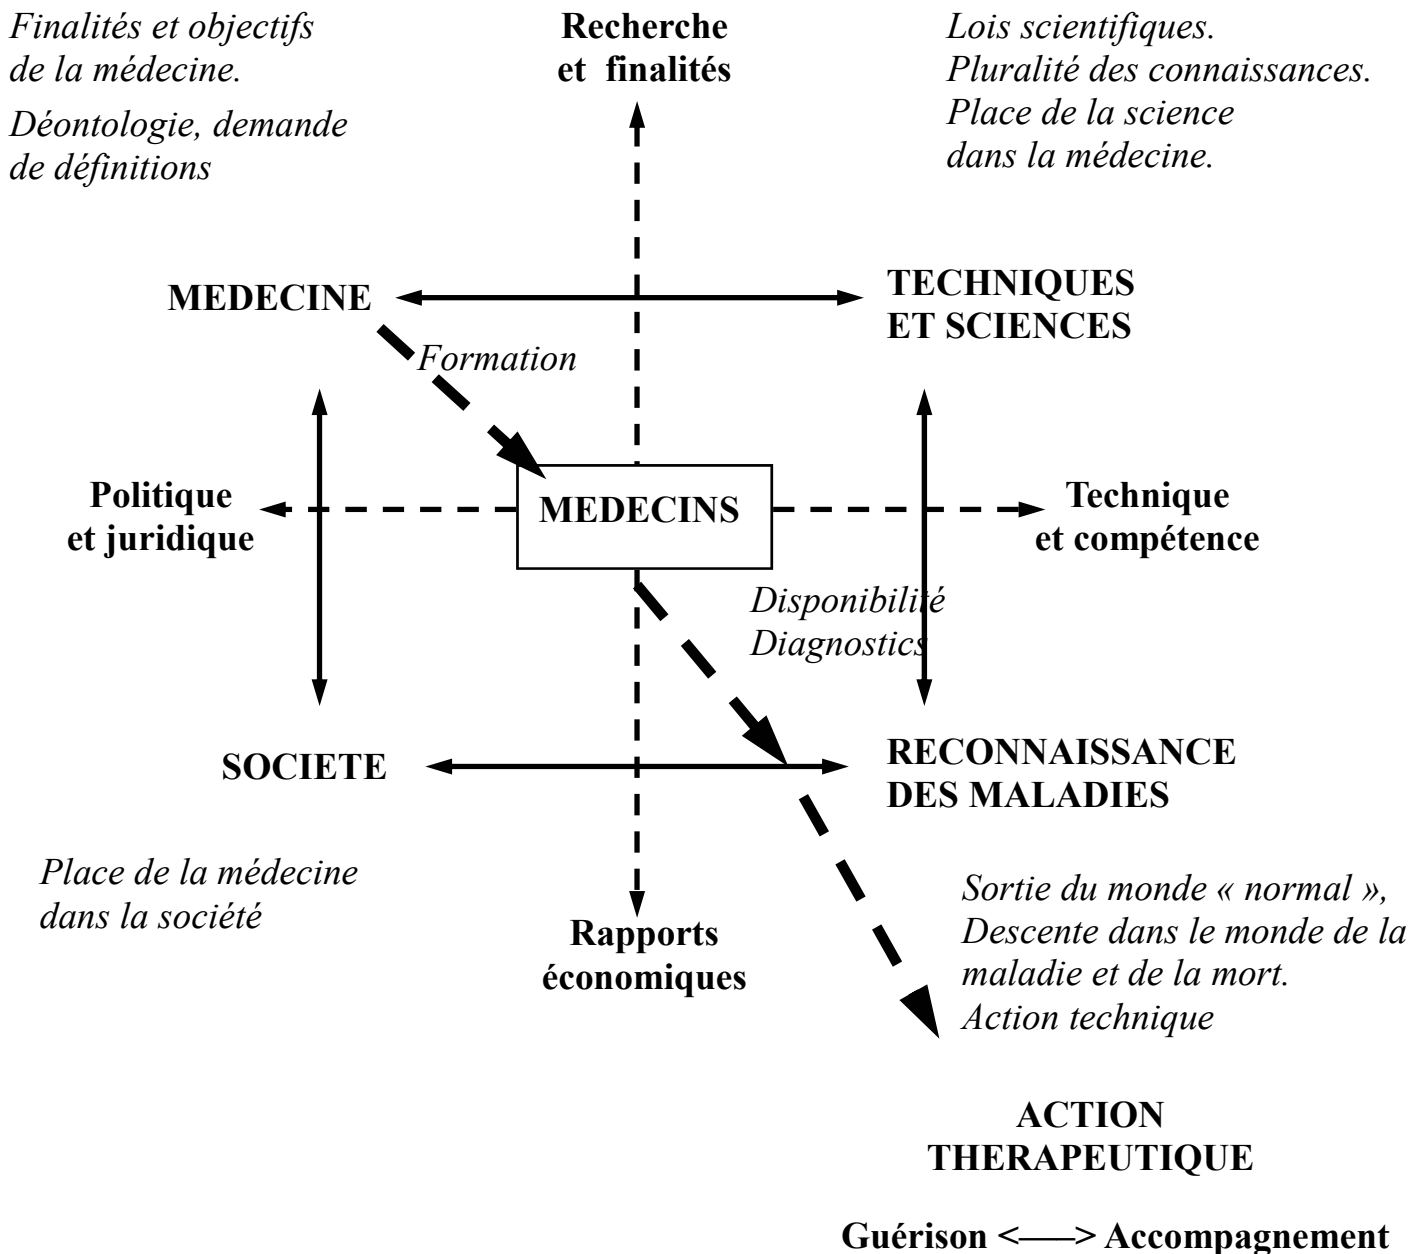 Finalités et objectifs
de la médecine.
Déontologie, demande
de définitions
Recherche
et finalités
Lois scientifiques.
Pluralité des connaissances.
Place de la science
dans la médecine.
MEDECINE
TECHNIQUES
ET SCIENCES
Formation
Politique
et juridique
MEDECINS
Technique
et compétence
Disponibilité
Diagnostics
SOCIETE
RECONNAISSANCE
DES MALADIES
Place de la médecine
dans la société
Rapports
économiques
Sortie du monde « normal »,
Descente dans le monde de la
maladie et de la mort.
Action technique
ACTION
THERAPEUTIQUE
Guérison <——> Accompagnement